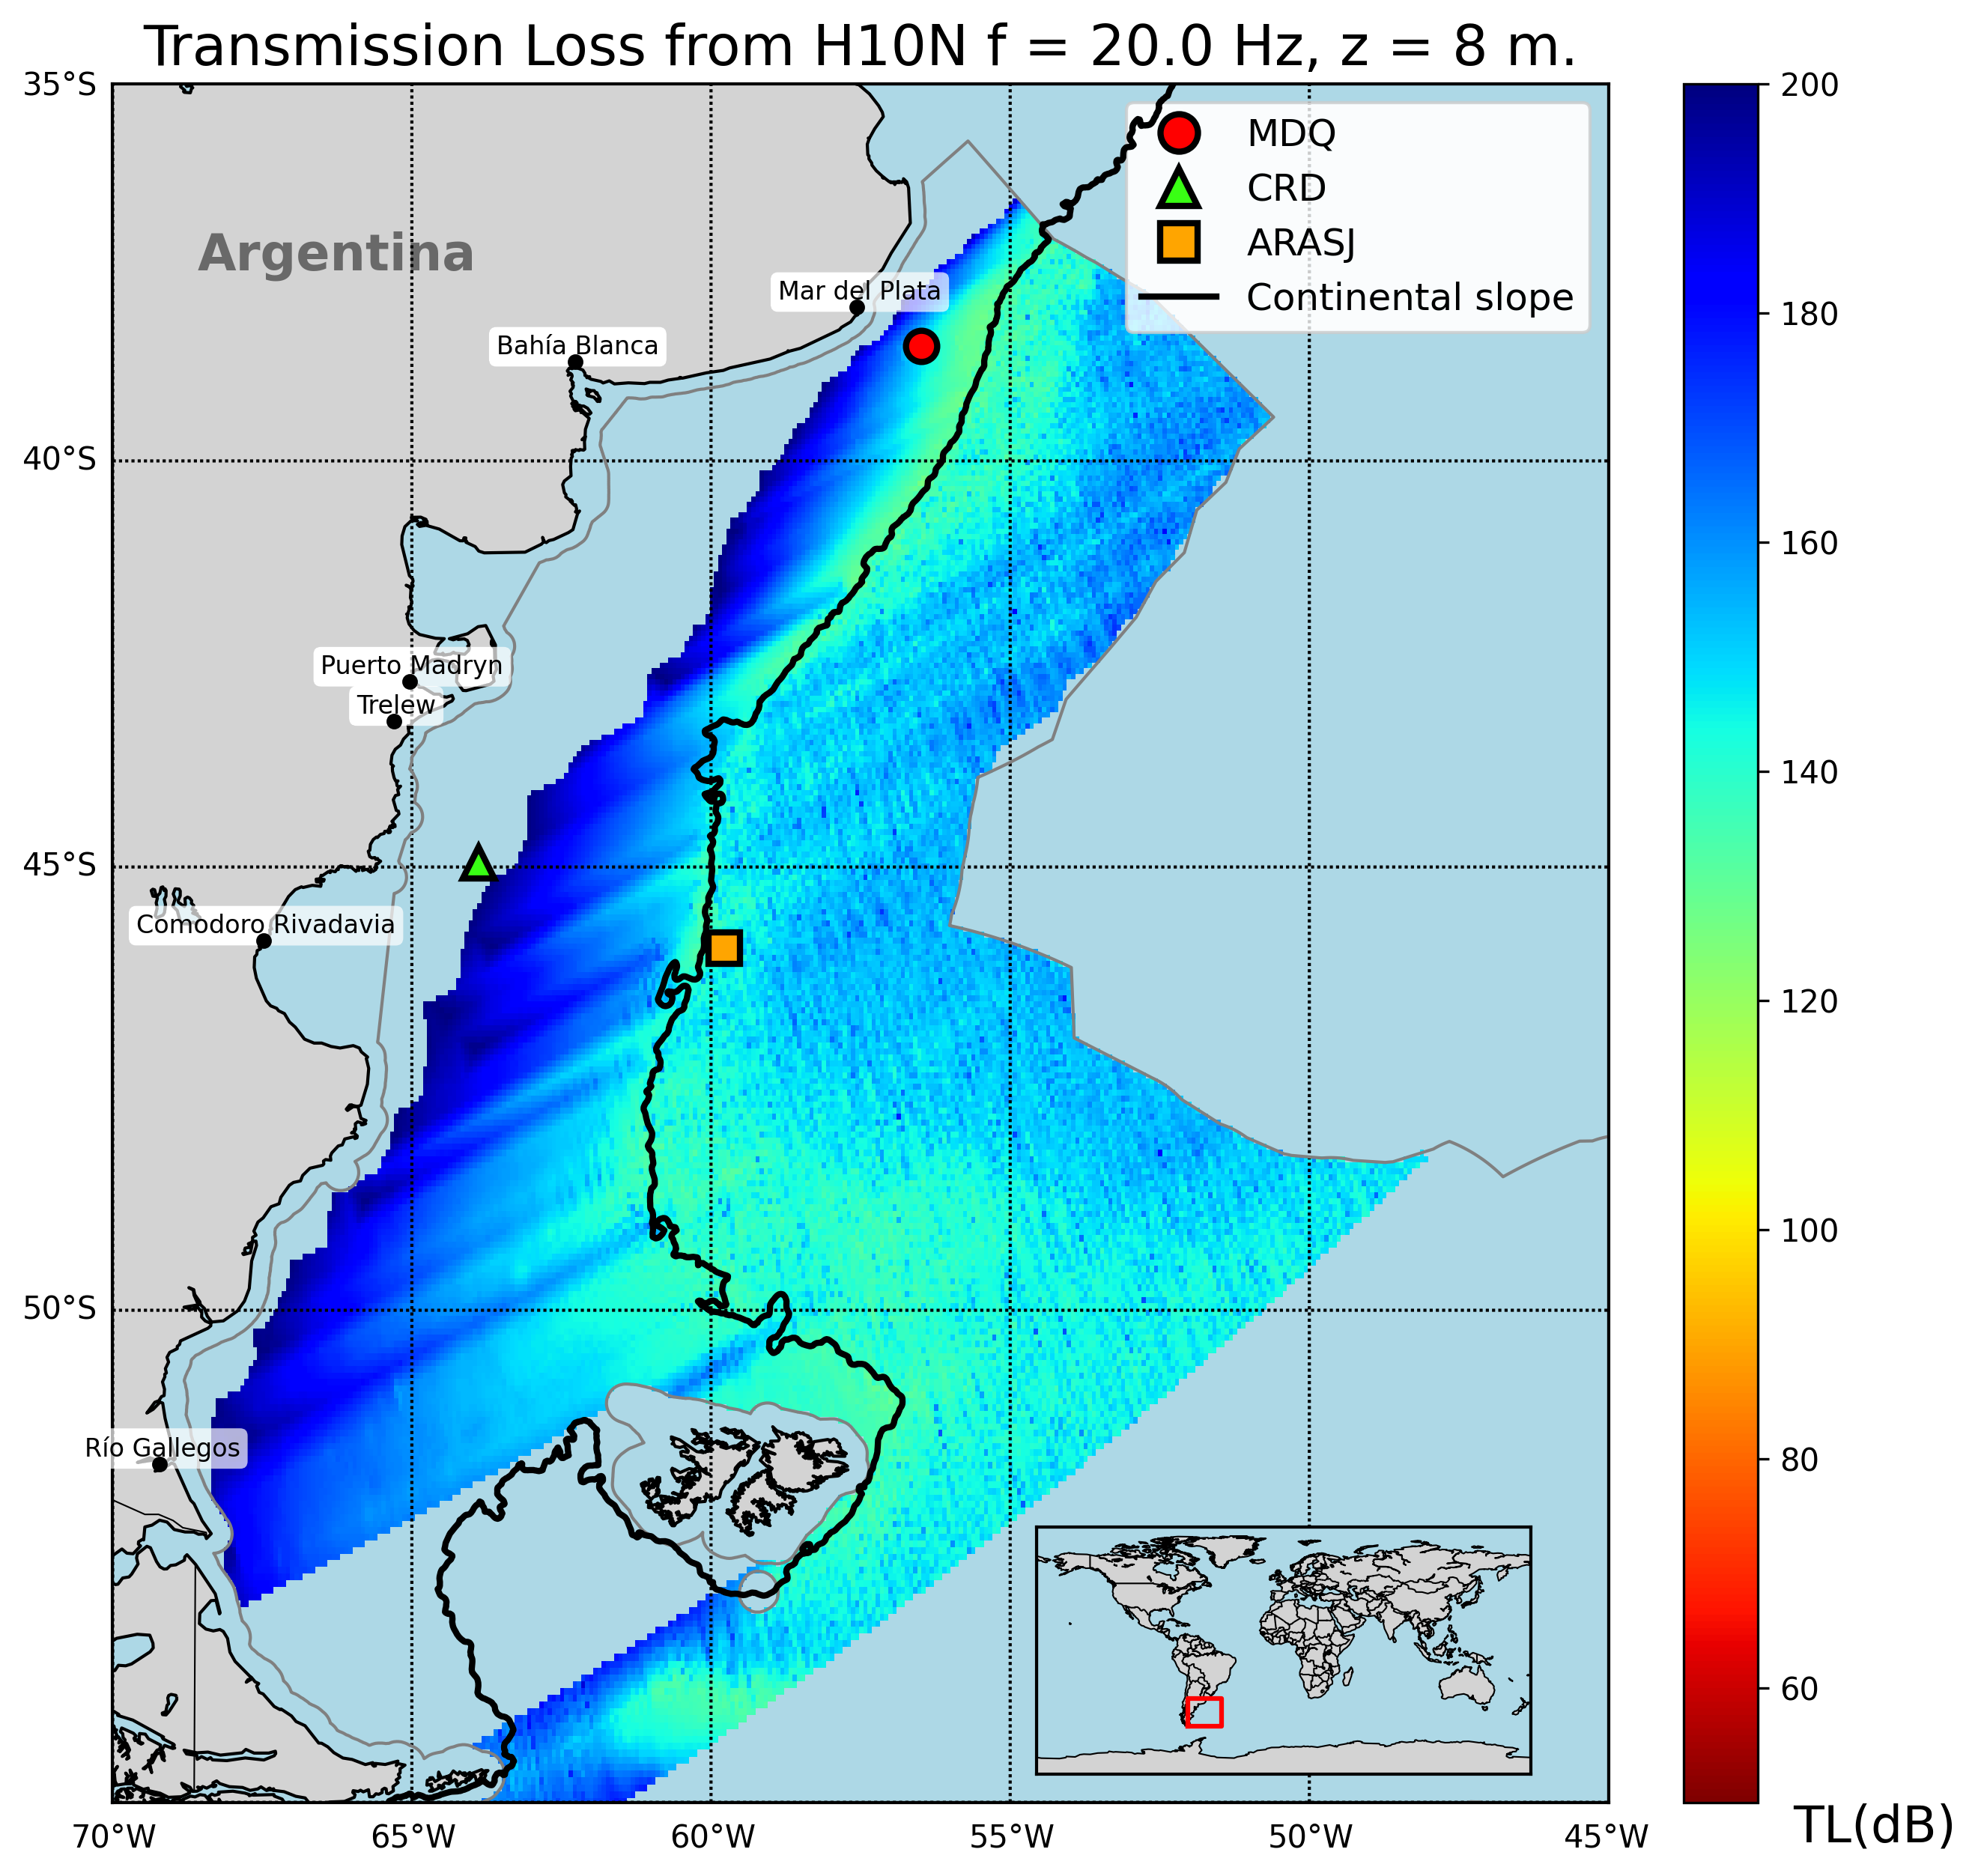 Transmission Loss from H10N f = 20.0 Hz, z = 8 m.
35°S
40°S
45°S
50°S
70°W
65°W
60°W
55°W
50°W
45°W
MDQ
CRD
ARASJ
Continental slope
Argentina
Mar del Plata
Bahía Blanca
Puerto Madryn
Trelew
Comodoro Rivadavia
Río Gallegos
200
180
160
140
120
100
80
60
TL(dB)